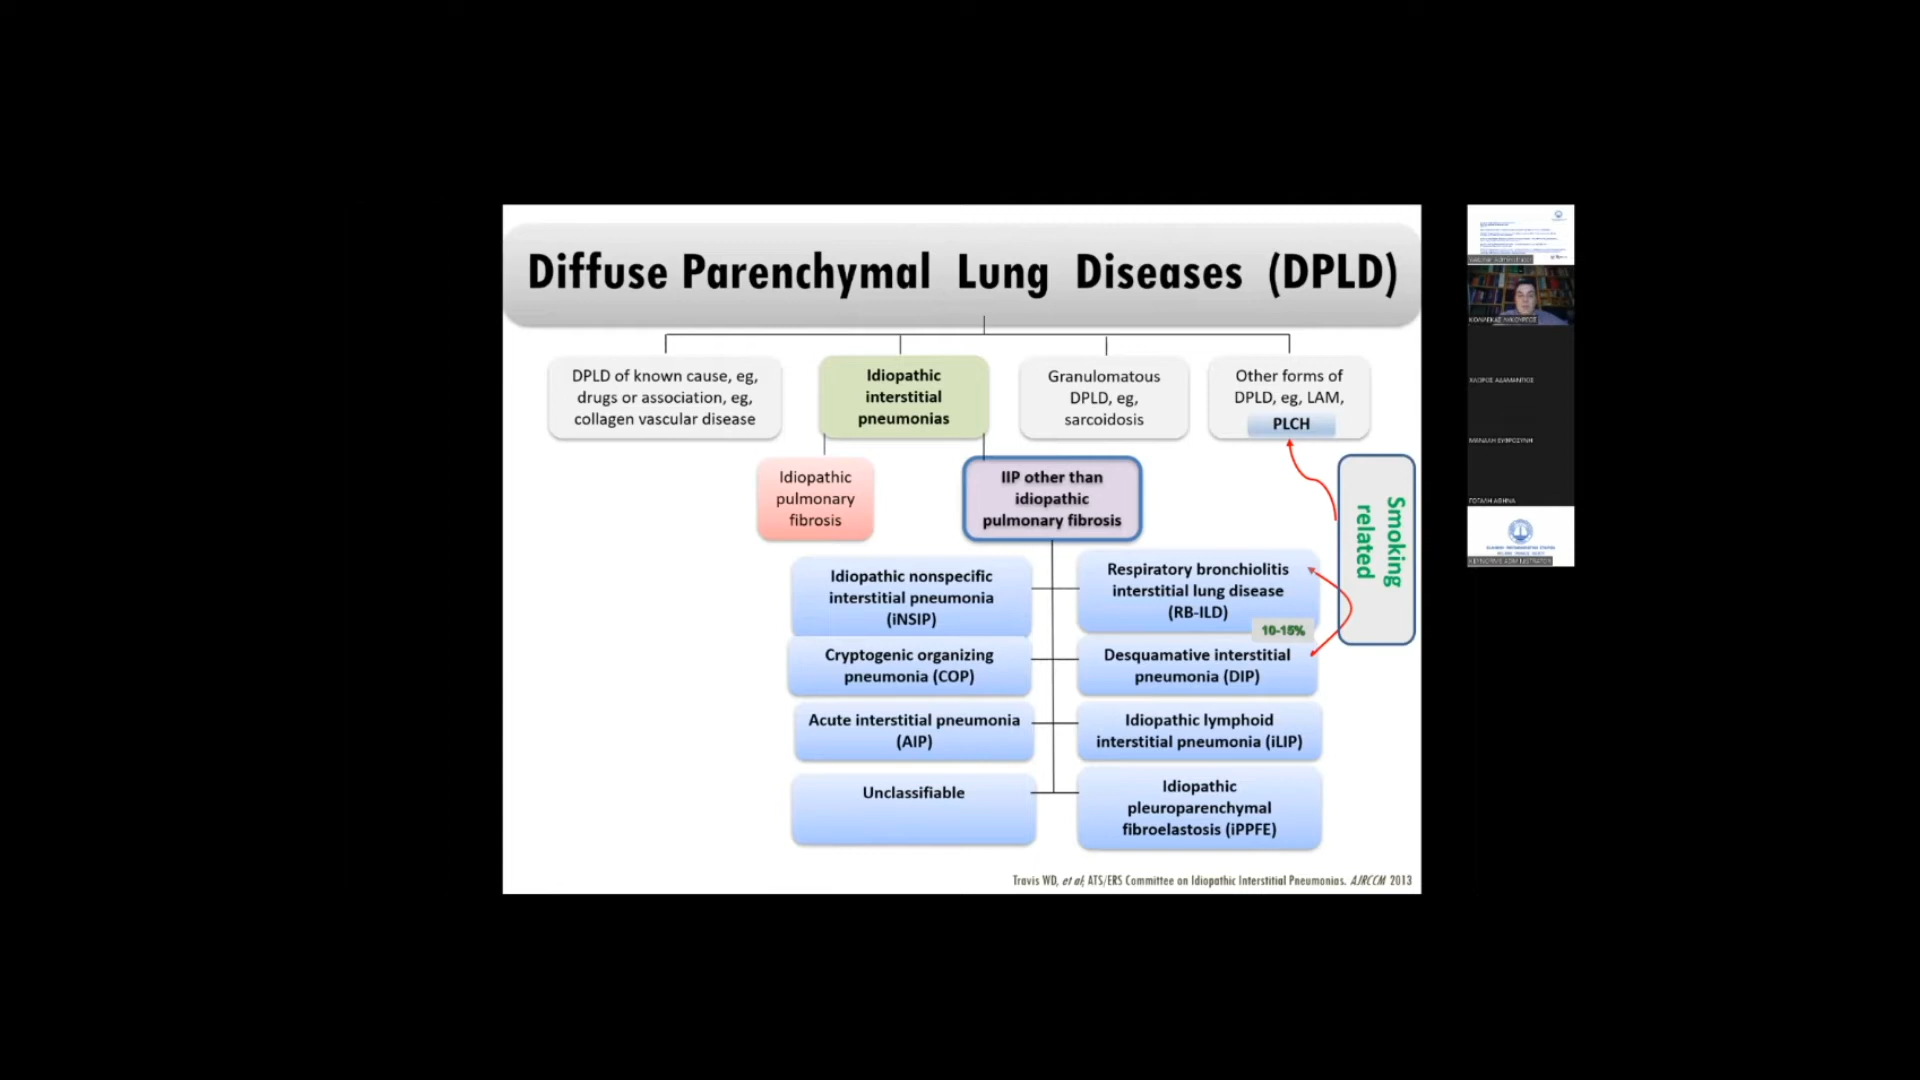 Diffuse Parenchymal Lung Diseases (DPLD)
DPLD of known cause, eg,
drugs or association, eg,
collagen vascular disease
Idiopathic
interstitial
pneumonias
Granulomatous
DPLD, eg,
sarcoidosis
Other forms of
DPLD, eg, LAM,
PLCH
Idiopathic
pulmonary
fibrosis
IIP other than
idiopathic
pulmonary fibrosis
Smoking
related
Idiopathic nonspecific
interstitial pneumonia
(iNSIP)
Respiratory bronchiolitis
interstitial lung disease
(RB-ILD)
10-15%
Cryptogenic organizing
pneumonia (COP)
Desquamative interstitial
pneumonia (DIP)
Acute interstitial pneumonia
(AIP)
Idiopathic lymphoid
interstitial pneumonia (iLIP)
Unclassifiable
Idiopathic
pleuroparenchymal
fibroelastosis (iPPFE)
Travis WD, et al, ATS/ERS Committee on Idiopathic Interstitial Pneumonias. AJRCCM 2013
ΜΑΝΑΛΗ ΕΥΦΡΟΣΥΝΗ
ΓΟΓΑΛΗ ΑΘΗΝΑ